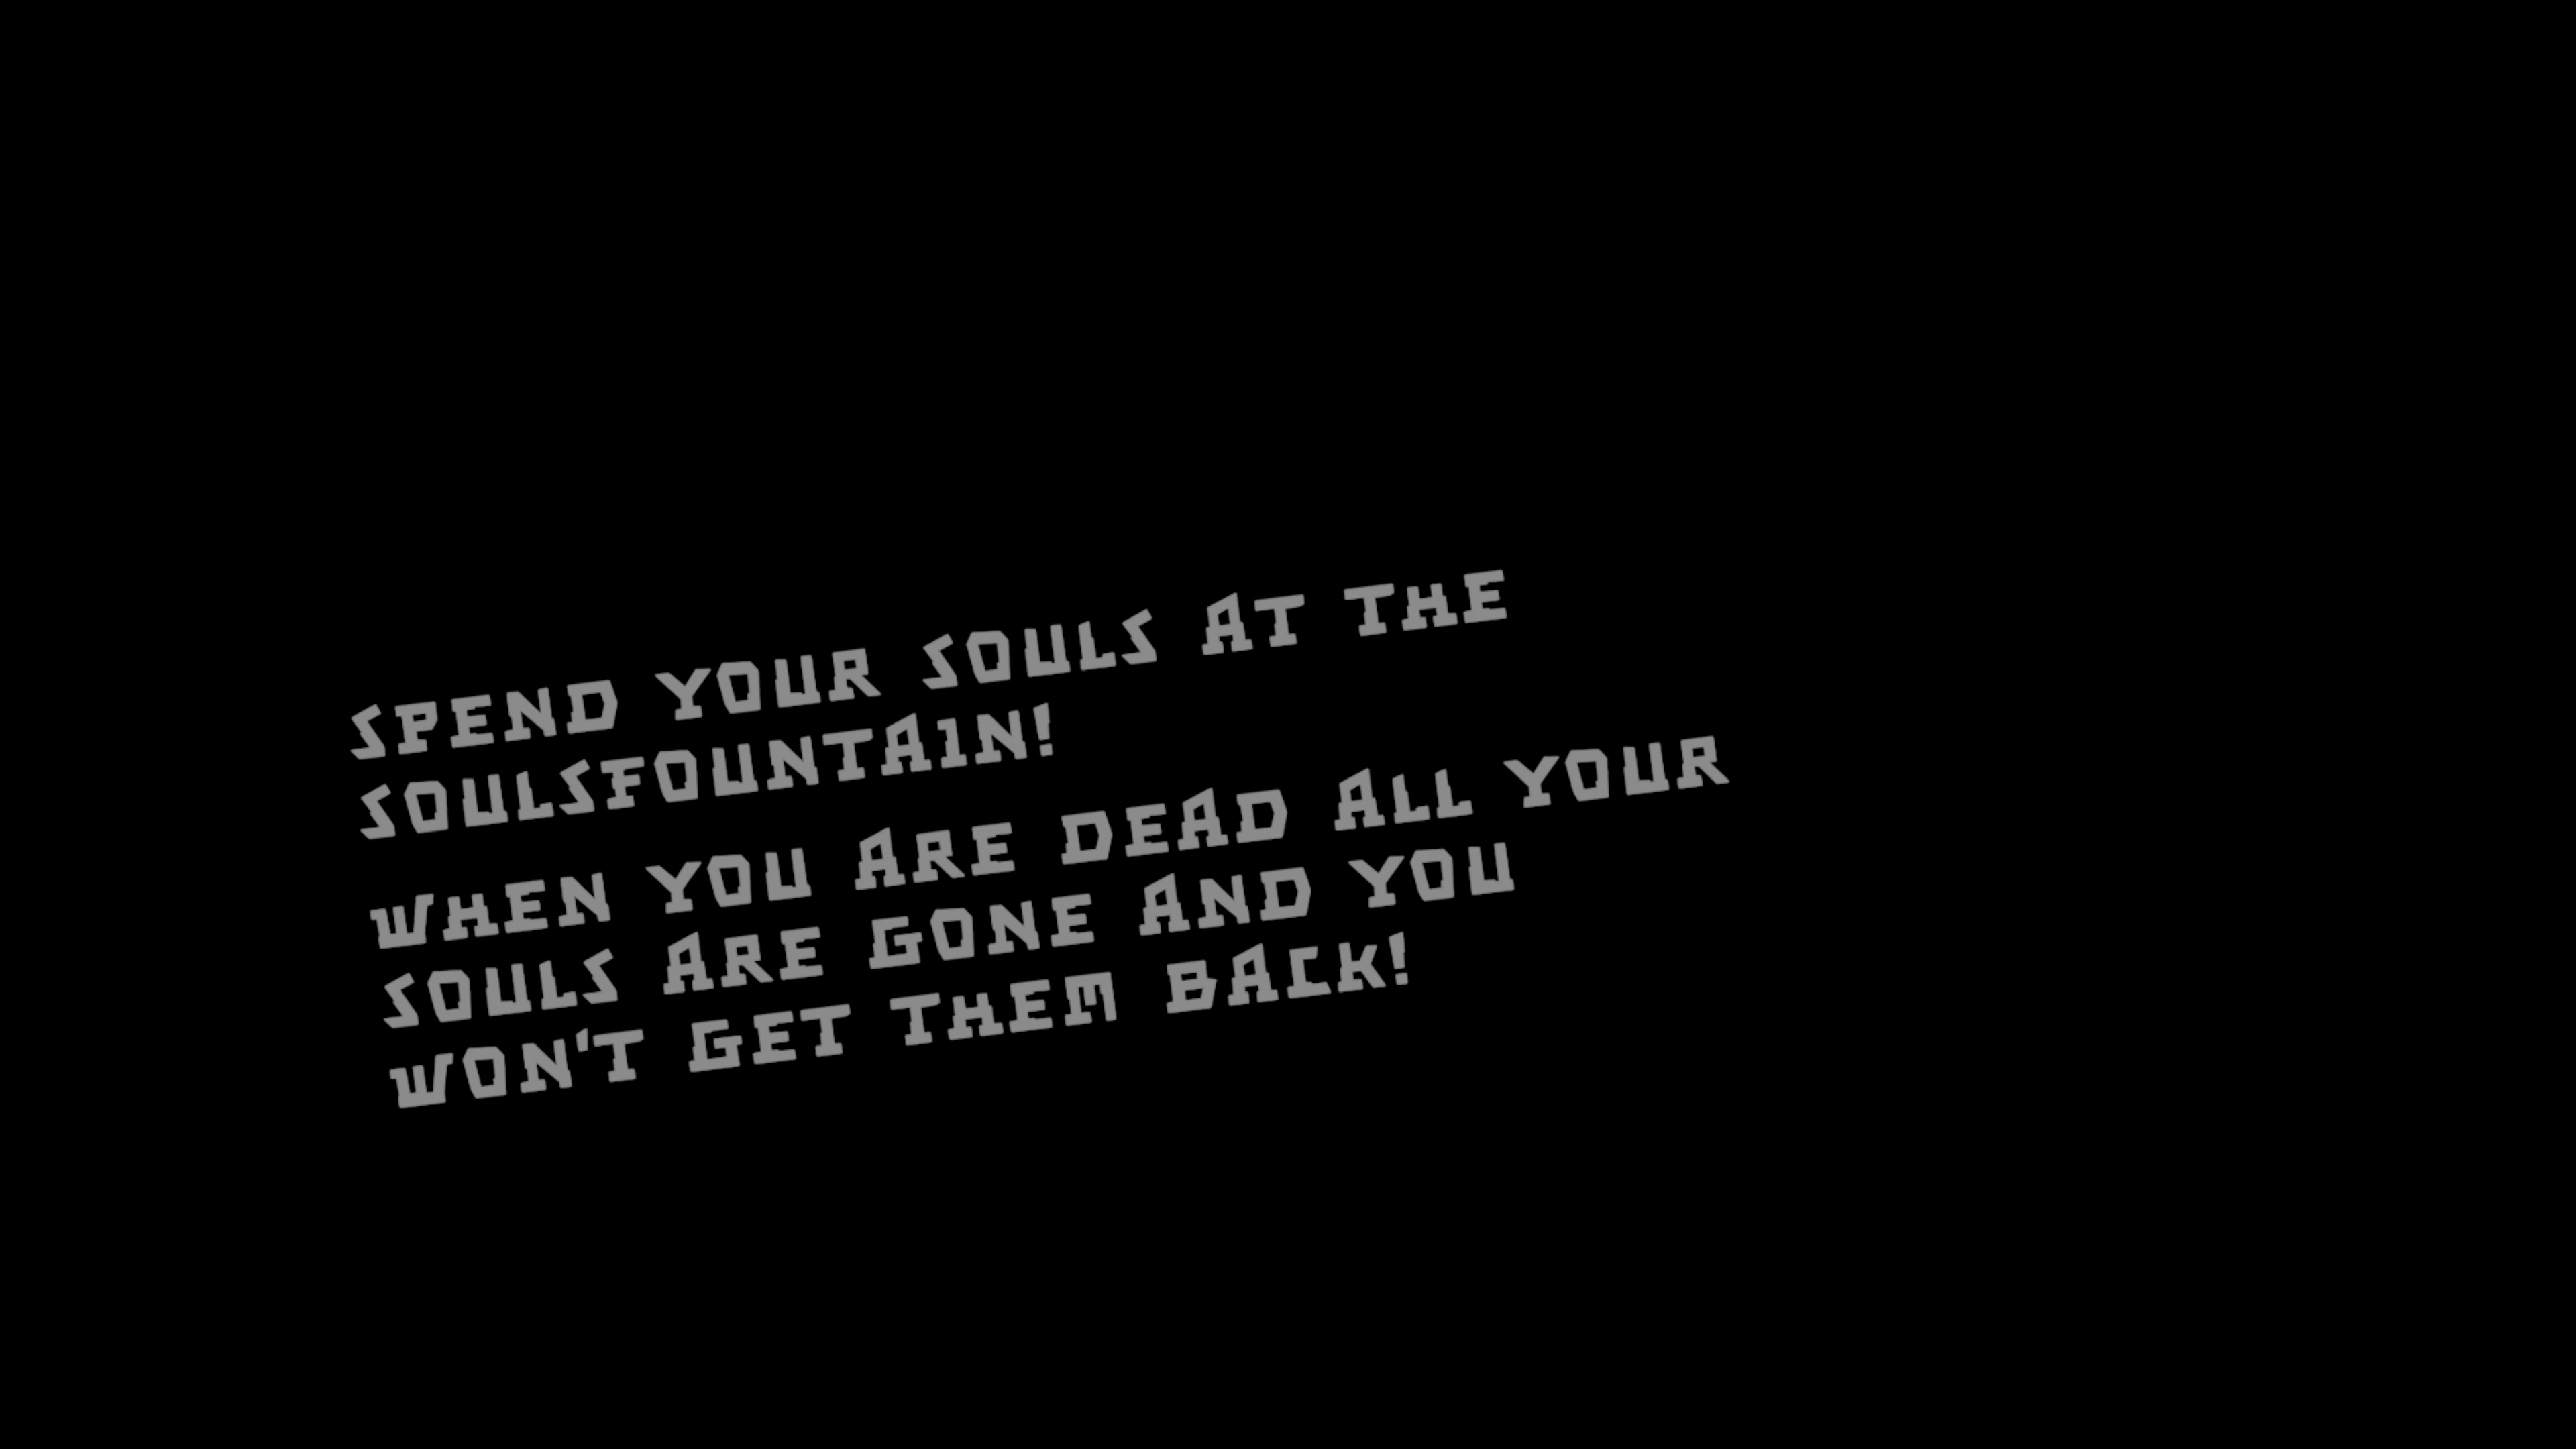 SPEND YOUR SOULS AT THE
SOULSFOUNTAIN!
WHEN YOU ARE DEAD ALL YOUR
SOULS ARE GONE AND YOU
WON'T GET THEM BACK!